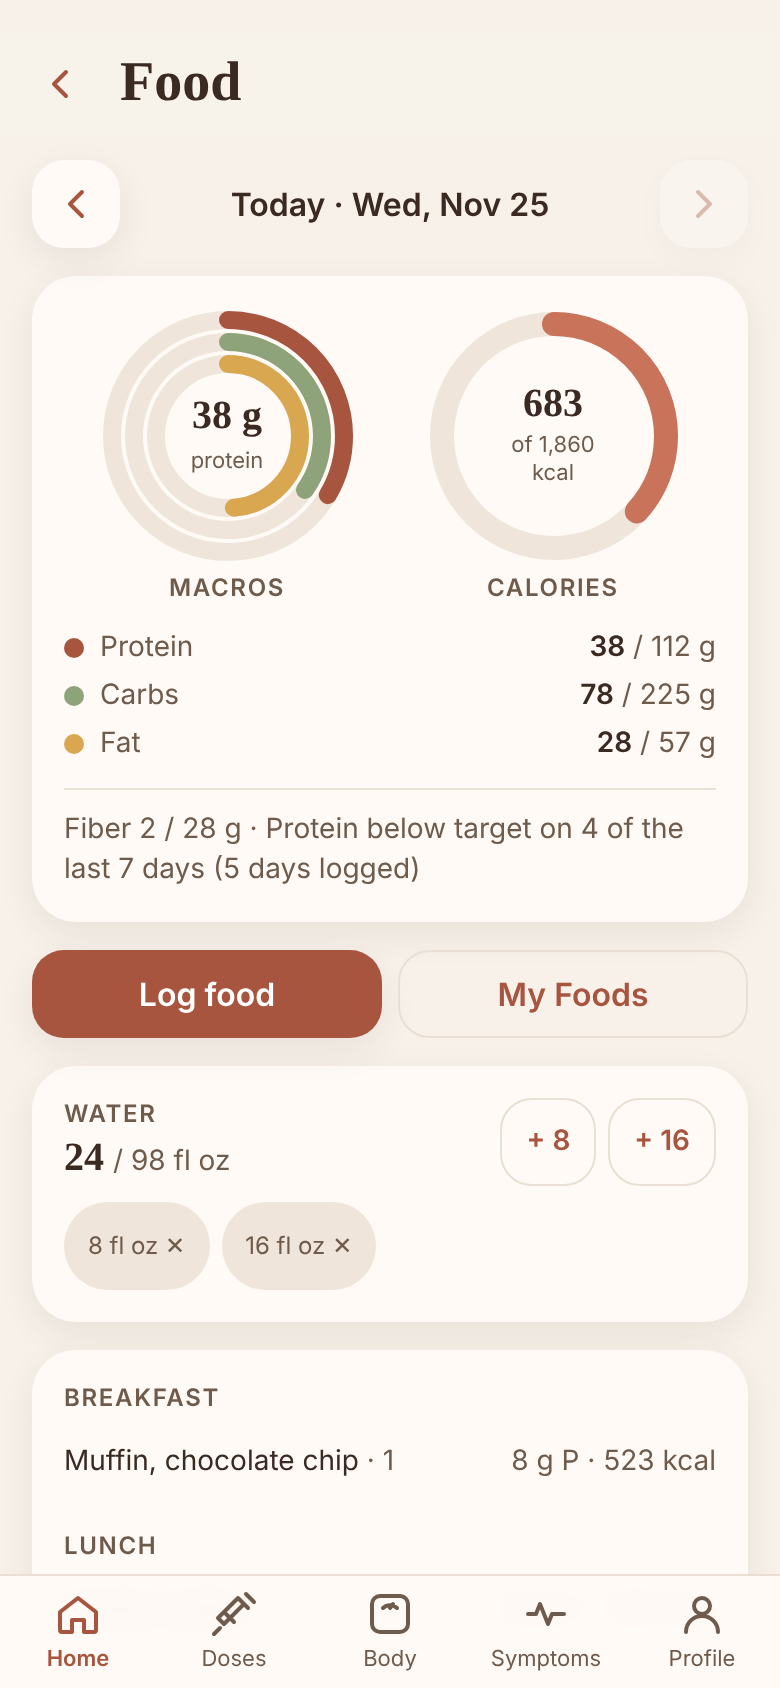 Food
Today · Wed, Nov 25
38 g
protein
683
of 1,860
kcal
MACROS
CALORIES
Protein 38 / 112 g
Carbs 78 / 225 g
Fat 28 / 57 g
Fiber 2 / 28 g · Protein below target on 4 of the
last 7 days (5 days logged)
Log food
My Foods
WATER
24 / 98 fl oz
+ 8
+ 16
8 fl oz ✕
16 fl oz ✕
BREAKFAST
Muffin, chocolate chip · 1 8 g P · 523 kcal
LUNCH
Home
Doses
Body
Symptoms
Profile